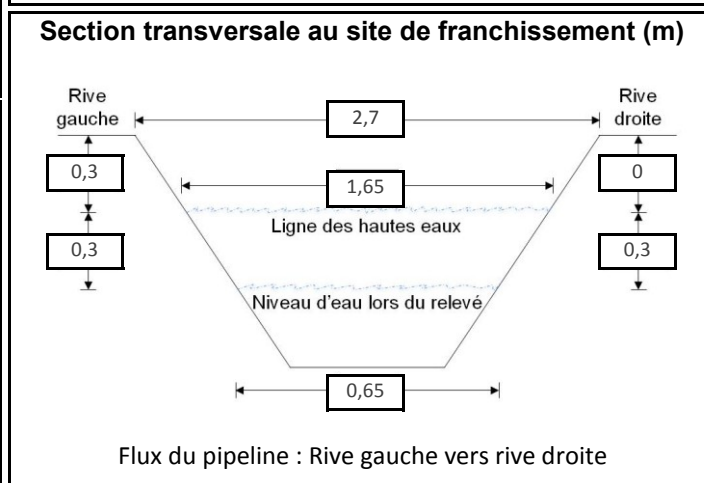 Section transversale au site de franchissement (m)
Rive
gauche
2,7
Rive
droite
0,3
1,65
0
Ligne des hautes eaux
0,3
0,3
Niveau d'eau lors du relevé
0,65
Flux du pipeline : Rive gauche vers rive droite